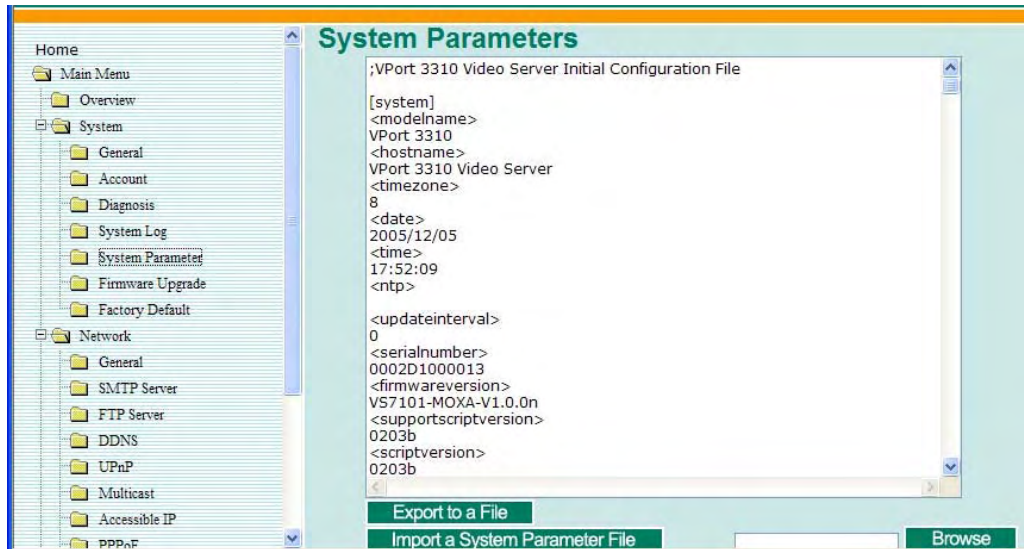 Home
Main Menu
Overview
System
General
Account
Diagnosis
System Log
System Parameter
Firmware Upgrade
Factory Default
Network
General
SMTP Server
FTP Server
DDNS
UPnP
Multicast
Accessible IP
PPPoE
System Parameters
;VPort 3310 Video Server Initial Configuration File
[system]
<modelname>
VPort 3310
<hostname>
VPort 3310 Video Server
<timezone>
8
<date>
2005/12/05
<time>
17:52:09
<ntp>
<updateinterval>
0
<serialnumber>
0002D1000013
<firmwareversion>
VS7101-MOXA-V1.0.0n
<supportscriptversion>
0203b
<scriptversion>
0203b
Export to a File
Import a System Parameter File
Browse